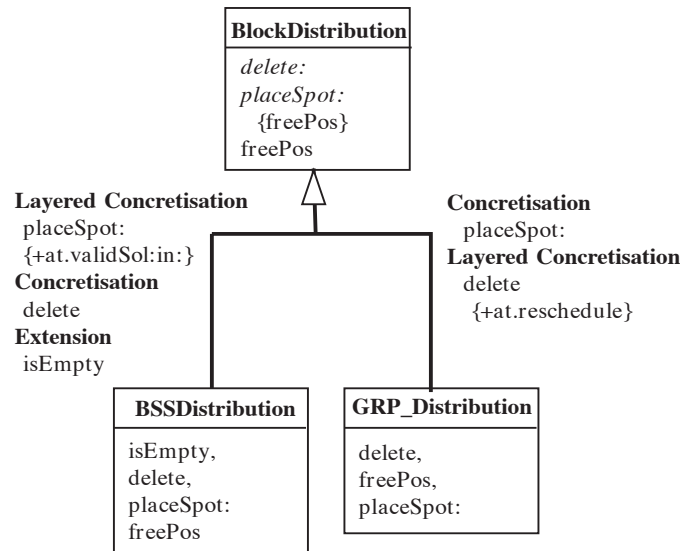 BlockDistribution
delete:
placeSpot:
{freePos}
freePos
Layered Concretisation
placeSpot:
{+at.validSol:in:}
Concretisation
delete
Extension
isEmpty
Concretisation
placeSpot:
Layered Concretisation
delete
{+at.reschedule}
BSSDistribution
isEmpty,
delete,
placeSpot:
freePos
GRP_Distribution
delete,
freePos,
placeSpot: